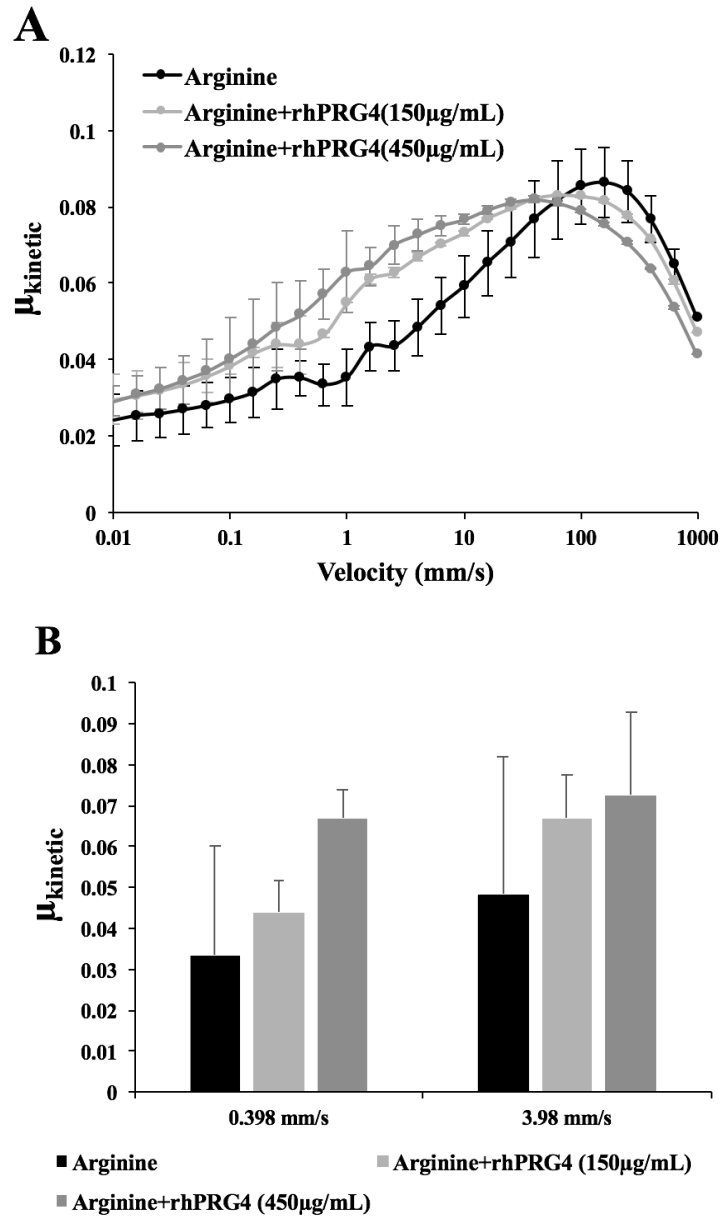 A
0.12
0.1
0.08
0.06
0.04
0.02
0
μkinetic
Arginine
Arginine+rhPRG4(150μg/mL)
Arginine+rhPRG4(450μg/mL)
0.01 0.1 1 10 100 1000
Velocity (mm/s)
B
0.1
0.09
0.08
0.07
0.06
0.05
0.04
0.03
0.02
0.01
0
μkinetic
0.398 mm/s 3.98 mm/s
Arginine Arginine+rhPRG4 (150μg/mL)
Arginine+rhPRG4 (450μg/mL)